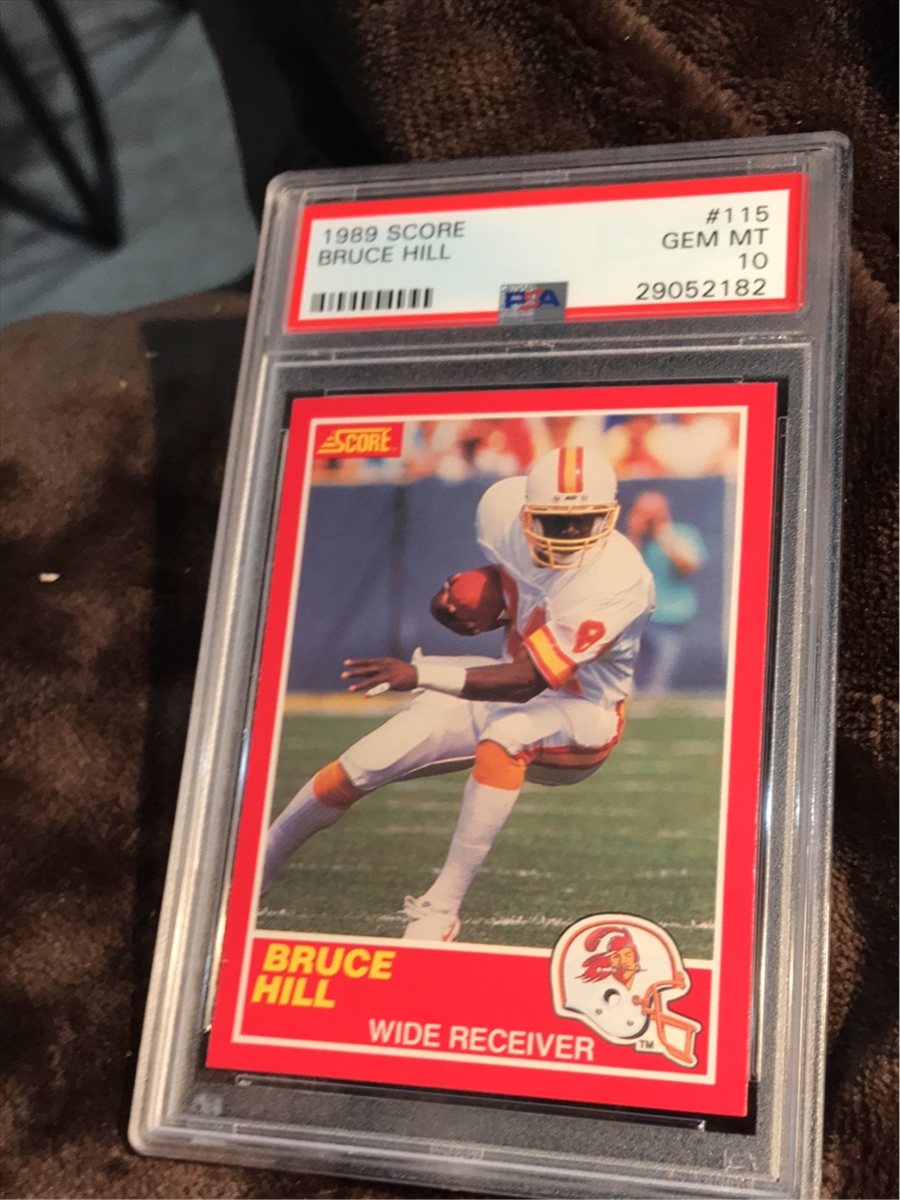 1989 SCORE #115
BRUCE HILL GEM MT
10
PSA 29052182
SCORE
8
BRUCE
HILL
WIDE RECEIVER
TM